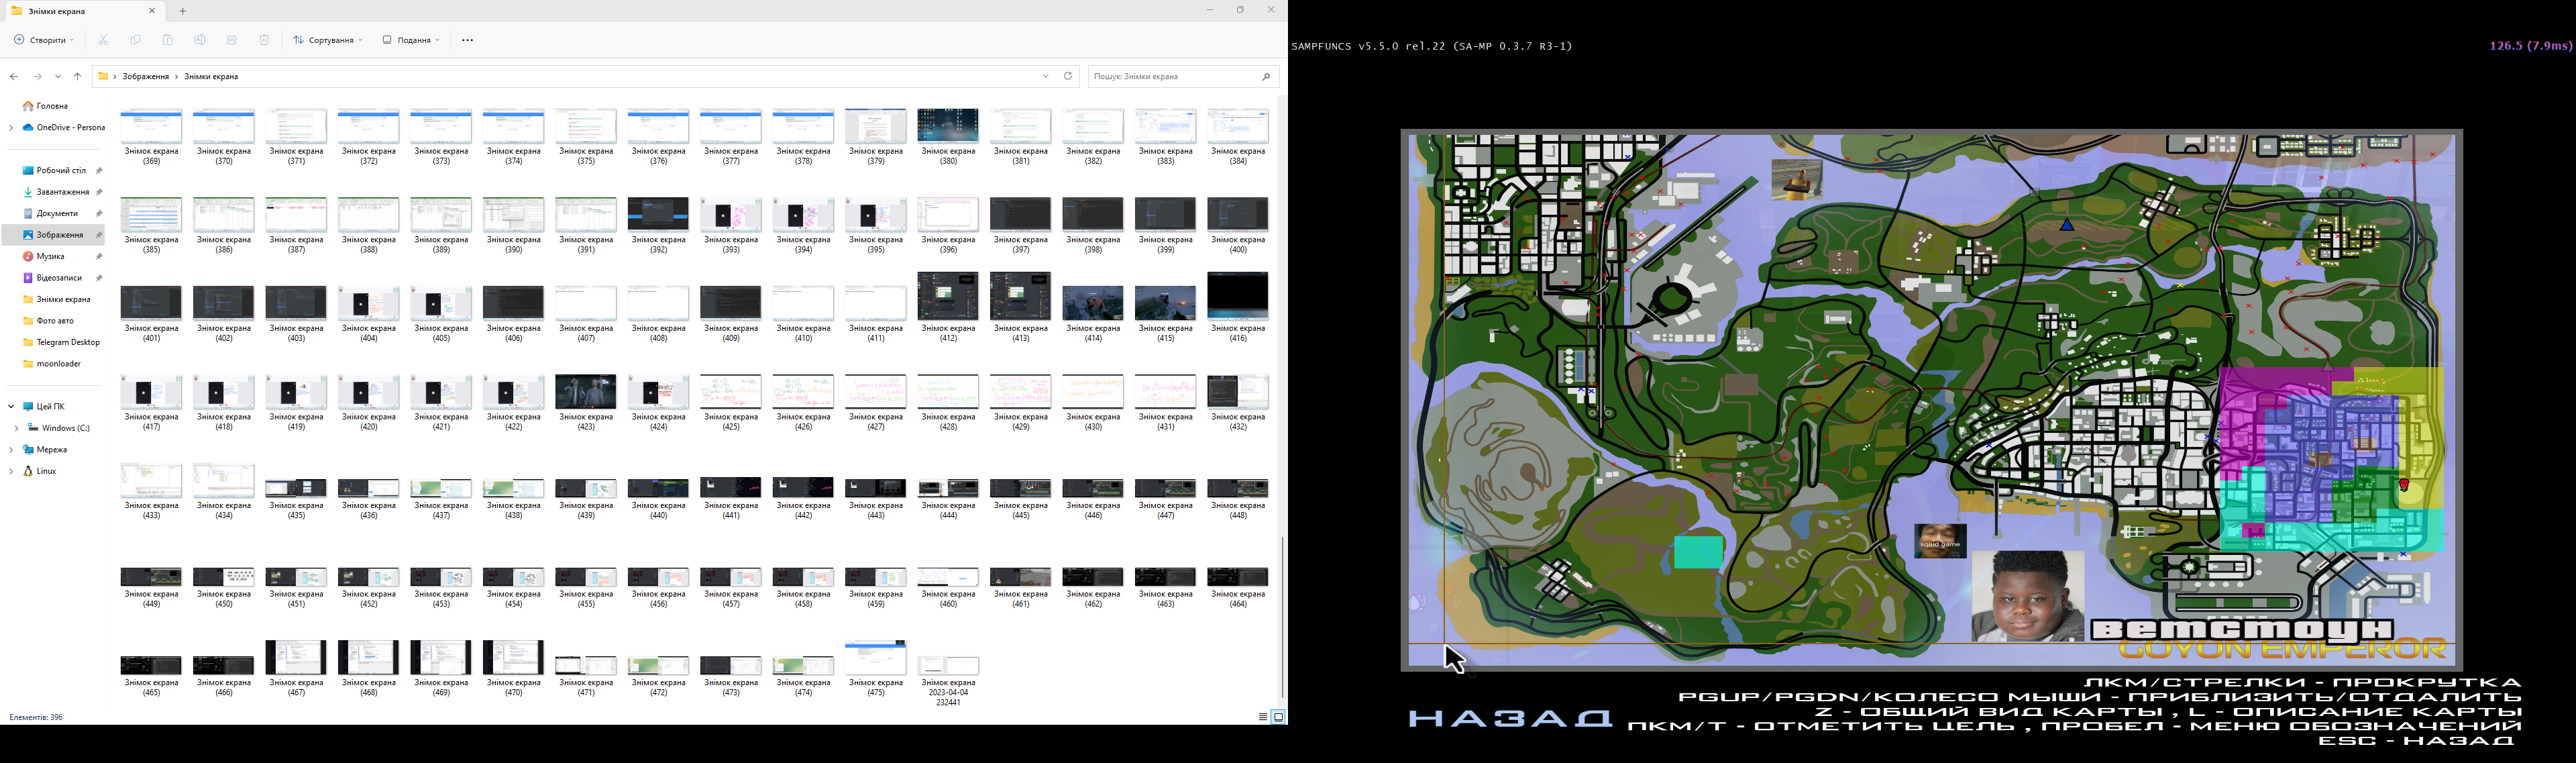 Знімки екрана
Створити
Сортування
Подання
Зображення
Знімки екрана
Пошук: Знімки екрана
Головна
OneDrive - Persona
Робочий стіл
Завантаження
Документи
Зображення
Музика
Відеозаписи
Знімки екрана
Фото авто
Telegram Desktop
moonloader
Цей ПК
Windows (C:)
Мережа
Linux
Знімок екрана (369)
Знімок екрана (370)
Знімок екрана (371)
Знімок екрана (372)
Знімок екрана (373)
Знімок екрана (374)
Знімок екрана (375)
Знімок екрана (376)
Знімок екрана (377)
Знімок екрана (378)
Знімок екрана (379)
Знімок екрана (380)
Знімок екрана (381)
Знімок екрана (382)
Знімок екрана (383)
Знімок екрана (384)
Знімок екрана (385)
Знімок екрана (386)
Знімок екрана (387)
Знімок екрана (388)
Знімок екрана (389)
Знімок екрана (390)
Знімок екрана (391)
Знімок екрана (392)
Знімок екрана (393)
Знімок екрана (394)
Знімок екрана (395)
Знімок екрана (396)
Знімок екрана (397)
Знімок екрана (398)
Знімок екрана (399)
Знімок екрана (400)
Знімок екрана (401)
Знімок екрана (402)
Знімок екрана (403)
Знімок екрана (404)
Знімок екрана (405)
Знімок екрана (406)
Знімок екрана (407)
Знімок екрана (408)
Знімок екрана (409)
Знімок екрана (410)
Знімок екрана (411)
Знімок екрана (412)
Знімок екрана (413)
Знімок екрана (414)
Знімок екрана (415)
Знімок екрана (416)
Знімок екрана (417)
Знімок екрана (418)
Знімок екрана (419)
Знімок екрана (420)
Знімок екрана (421)
Знімок екрана (422)
Знімок екрана (423)
Знімок екрана (424)
Знімок екрана (425)
Знімок екрана (426)
Знімок екрана (427)
Знімок екрана (428)
Знімок екрана (429)
Знімок екрана (430)
Знімок екрана (431)
Знімок екрана (432)
Знімок екрана (433)
Знімок екрана (434)
Знімок екрана (435)
Знімок екрана (436)
Знімок екрана (437)
Знімок екрана (438)
Знімок екрана (439)
Знімок екрана (440)
Знімок екрана (441)
Знімок екрана (442)
Знімок екрана (443)
Знімок екрана (444)
Знімок екрана (445)
Знімок екрана (446)
Знімок екрана (447)
Знімок екрана (448)
Знімок екрана (449)
Знімок екрана (450)
Знімок екрана (451)
Знімок екрана (452)
Знімок екрана (453)
Знімок екрана (454)
Знімок екрана (455)
Знімок екрана (456)
Знімок екрана (457)
Знімок екрана (458)
Знімок екрана (459)
Знімок екрана (460)
Знімок екрана (461)
Знімок екрана (462)
Знімок екрана (463)
Знімок екрана (464)
Знімок екрана (465)
Знімок екрана (466)
Знімок екрана (467)
Знімок екрана (468)
Знімок екрана (469)
Знімок екрана (470)
Знімок екрана (471)
Знімок екрана (472)
Знімок екрана (473)
Знімок екрана (474)
Знімок екрана (475)
Знімок екрана 2023-04-04 232441
Елементів: 396
SAMPFUNCS v5.5.0 rel.22 (SA-MP 0.3.7 R3-1)
126.5 (7.9ms)
squid game
ветстоун
GOYON EMPEROR
ЛКМ/СТРЕЛКИ - ПРОКРУТКА
PGUP/PGDN/КОЛЕСО МЫШИ - ПРИБЛИЗИТЬ/ОТДАЛИТЬ
Z - ОБЩИЙ ВИД КАРТЫ , L - ОПИСАНИЕ КАРТЫ
ПКМ/T - ОТМЕТИТЬ ЦЕЛЬ , ПРОБЕЛ - МЕНЮ ОБОЗНАЧЕНИЙ
ESC - НАЗАД
НАЗАД